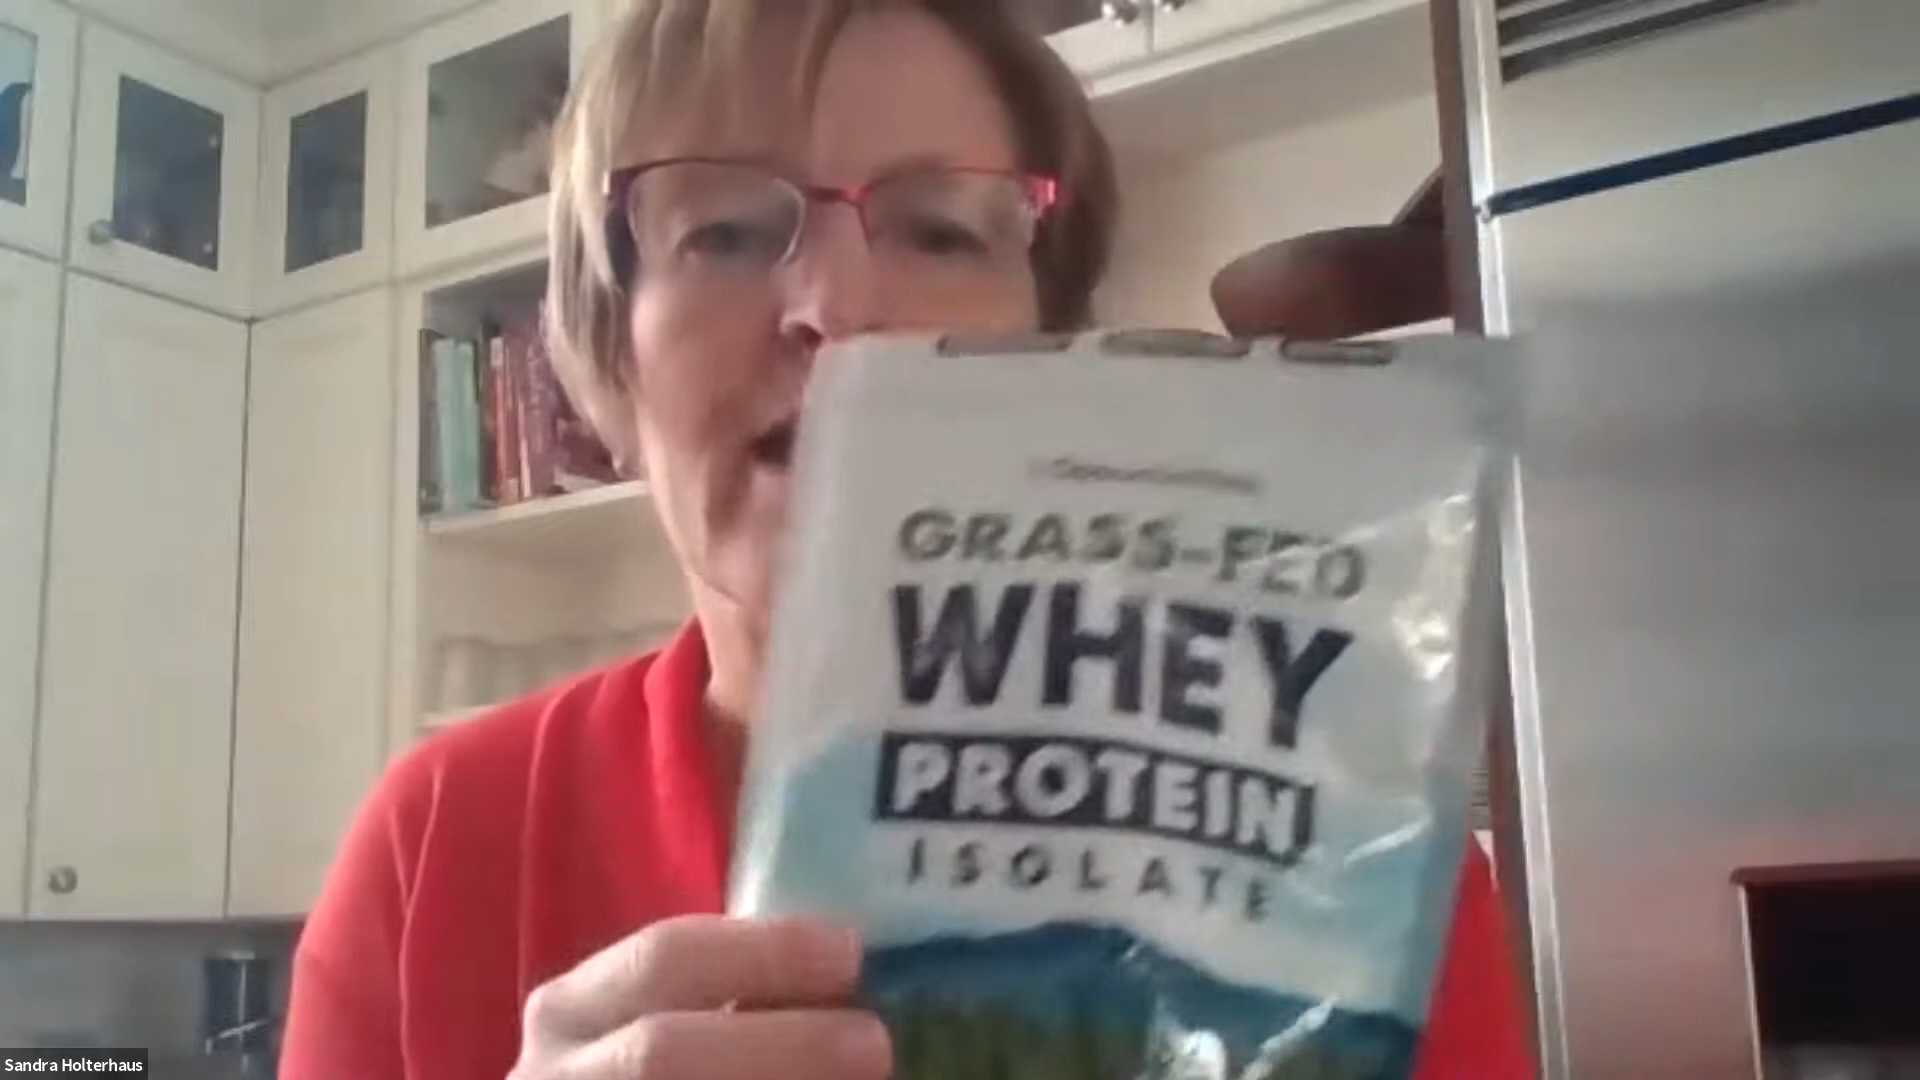 GRASS-FED
WHEY
PROTEIN
ISOLATE
Sandra Holterhaus